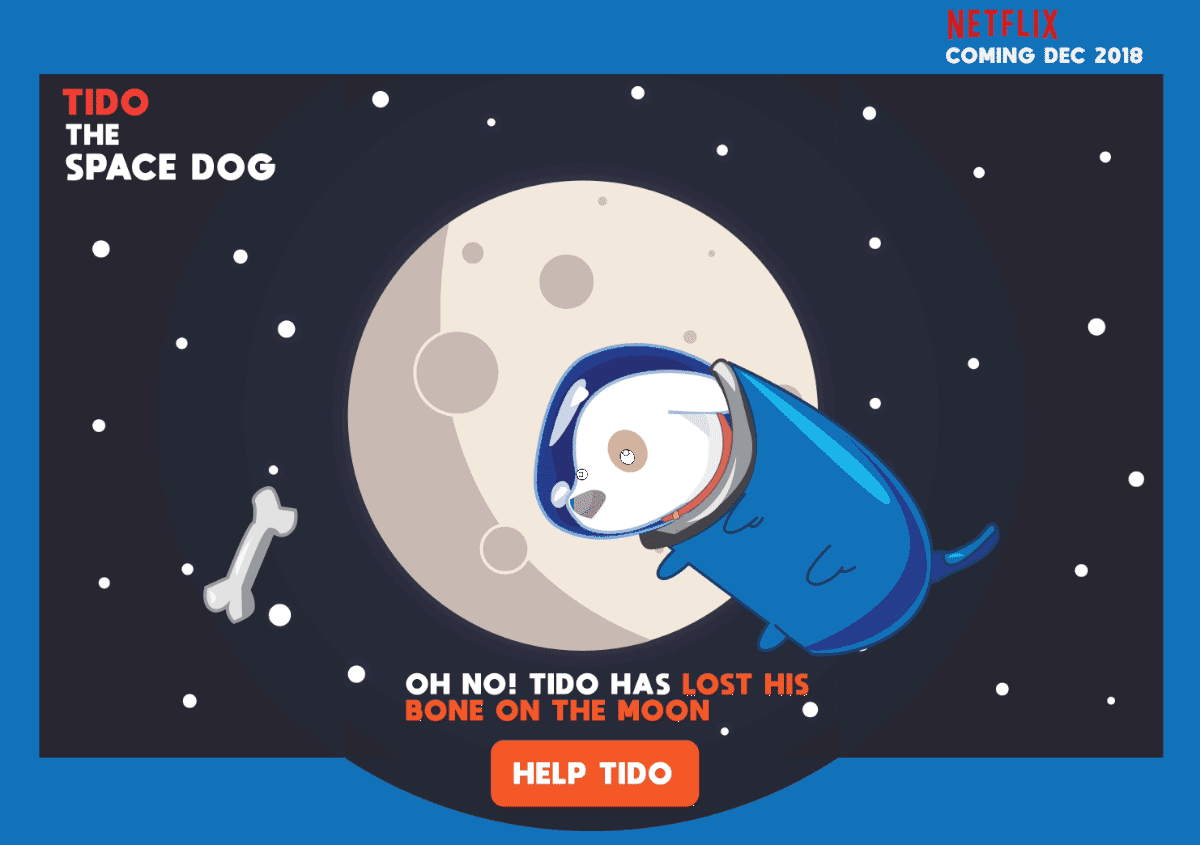 NETFLIX
COMING DEC 2018
TIDO
THE
SPACE DOG
OH NO! TIDO HAS LOST HIS
BONE ON THE MOON
HELP TIDO